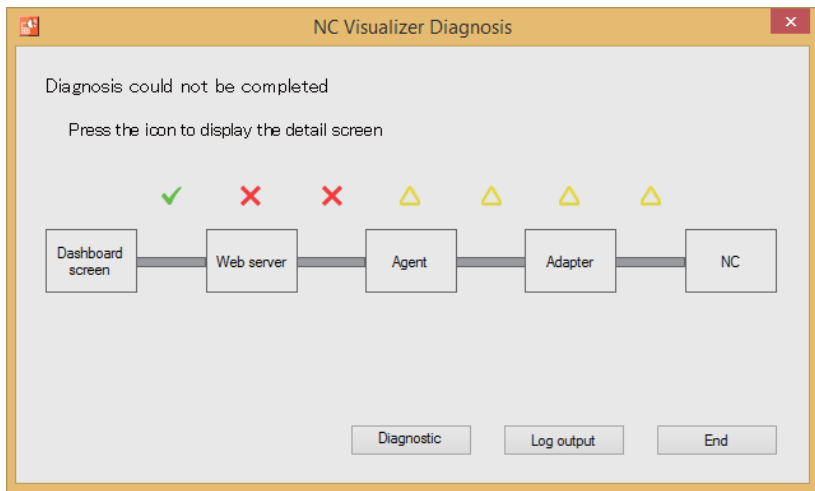 NC Visualizer Diagnosis
Diagnosis could not be completed
Press the icon to display the detail screen
Dashboard
screen
Web server
Agent
Adapter
NC
Diagnostic
Log output
End